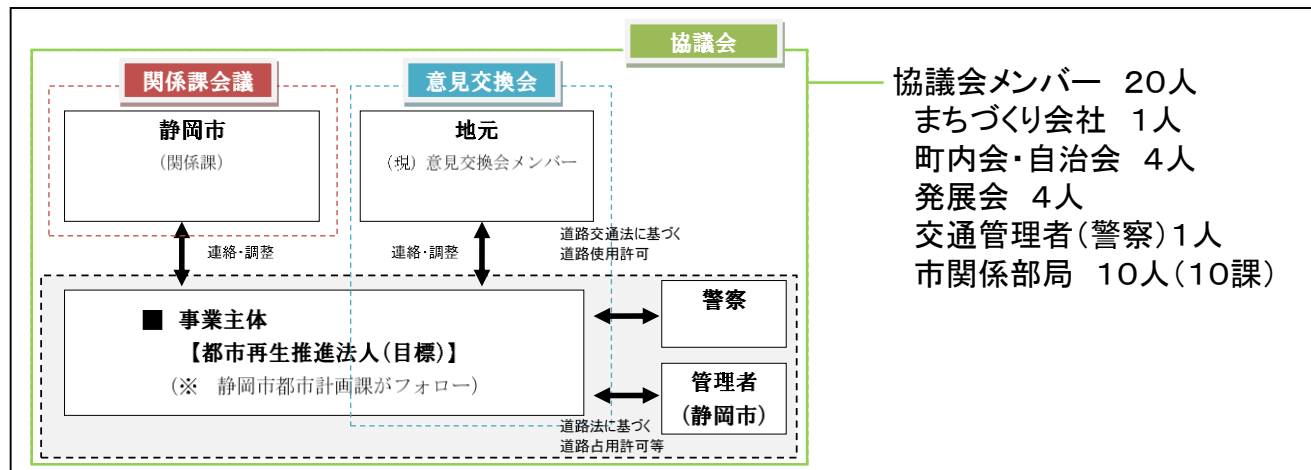 協議会
関係課会議
意見交換会
静岡市
(関係課)
地元
(現)意見交換会メンバー
連絡・調整
連絡・調整
道路交通法に基づく
道路使用許可
■ 事業主体
【都市再生推進法人(目標)】
(※ 静岡市都市計画課がフォロー)
警察
管理者
(静岡市)
道路法に基づく
道路占用許可等
協議会メンバー 20人
まちづくり会社 1人
町内会・自治会 4人
発展会 4人
交通管理者(警察)1人
市関係部局 10人(10課)